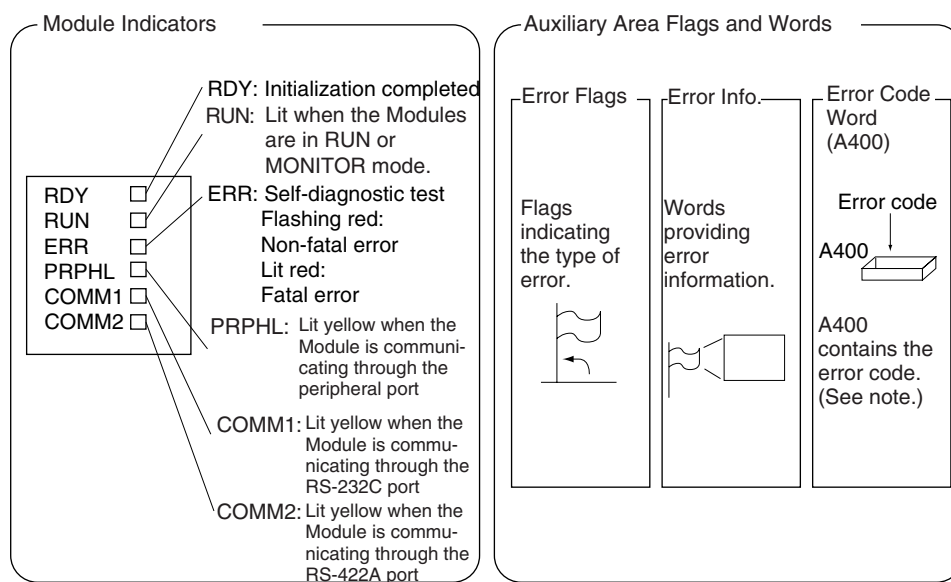 Module Indicators
RDY: Initialization completed
RUN: Lit when the Modules
are in RUN or
MONITOR mode.
ERR: Self-diagnostic test
Flashing red:
Non-fatal error
Lit red:
Fatal error
PRPHL: Lit yellow when the
Module is communi-
cating through the
peripheral port
COMM1: Lit yellow when the
Module is commu-
nicating through the
RS-232C port
COMM2: Lit yellow when the
Module is commu-
nicating through the
RS-422A port
RDY
RUN
ERR
PRPHL
COMM1
COMM2
Auxiliary Area Flags and Words
Error Flags
Flags
indicating
the type of
error.
Error Info.
Words
providing
error
information.
Error Code
Word
(A400)
Error code
A400
A400
contains the
error code.
(See note.)